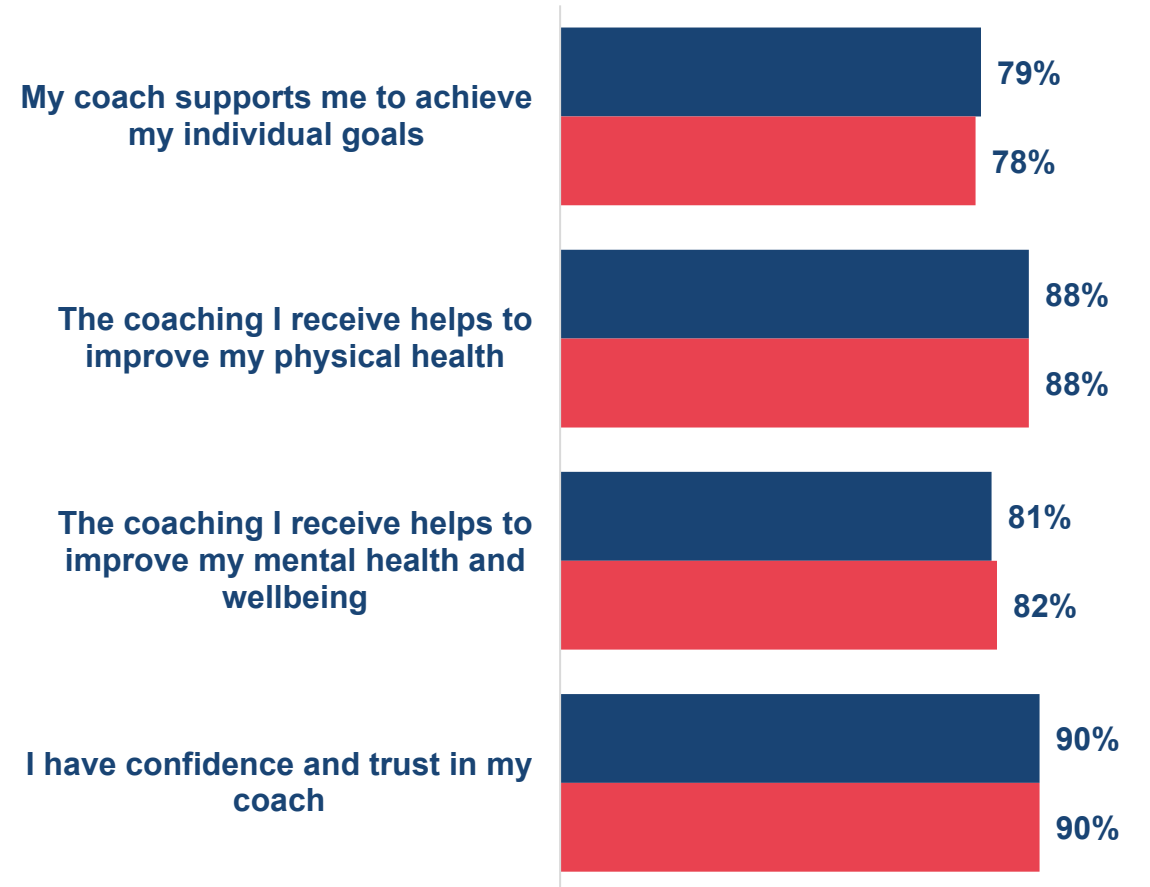 My coach supports me to achieve
my individual goals
79%
78%
The coaching I receive helps to
improve my physical health
88%
88%
The coaching I receive helps to
improve my mental health and
wellbeing
81%
82%
I have confidence and trust in my
coach
90%
90%